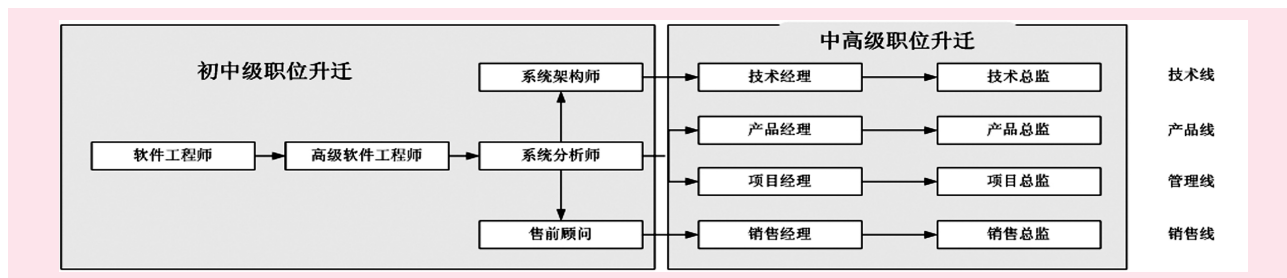 初中级职位升迁
中高级职位升迁
系统架构师
技术经理
技术总监
技术线
产品经理
产品总监
产品线
软件工程师
高级软件工程师
系统分析师
项目经理
项目总监
管理线
售前顾问
销售经理
销售总监
销售线